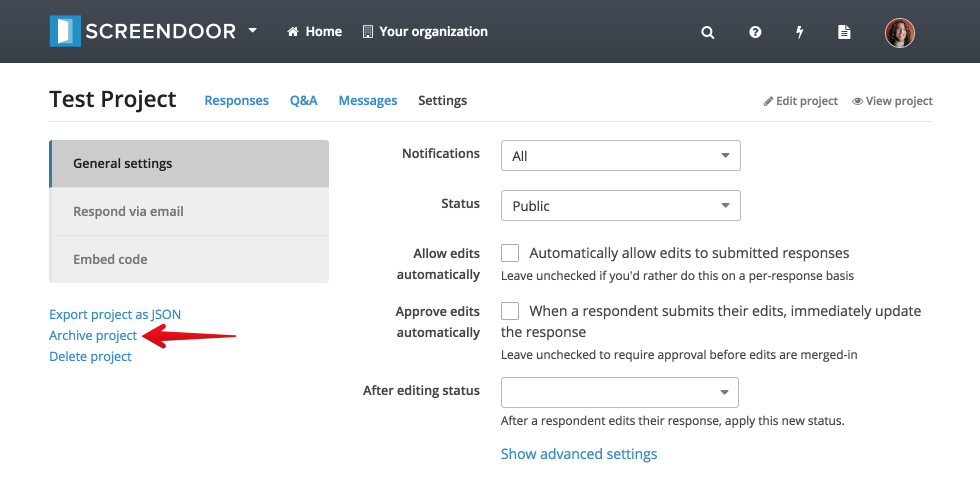 SCREENDOOR Home Your organization
Test Project Responses Q&A Messages Settings Edit project View project
General settings
Respond via email
Embed code
Export project as JSON
Archive project
Delete project
Notifications All
Status Public
Allow edits automatically
Automatically allow edits to submitted responses
Leave unchecked if you'd rather do this on a per-response basis
Approve edits automatically
When a respondent submits their edits, immediately update
the response
Leave unchecked to require approval before edits are merged-in
After editing status
After a respondent edits their response, apply this new status.
Show advanced settings